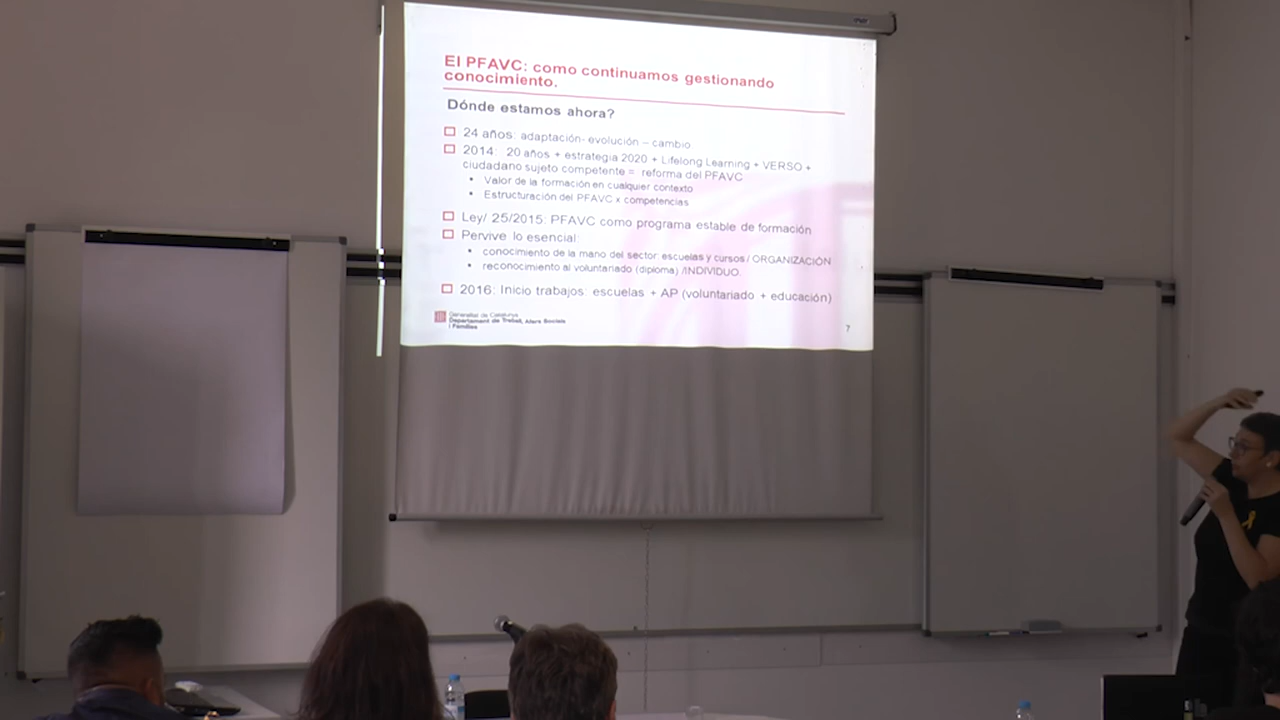 El PFAVC: como continuamos gestionando
conocimiento.
Dónde estamos ahora?
24 años: adaptación- evolución – cambio
2014: 20 años + estrategia 2020 + Lifelong Learning + VERSO +
ciudadano sujeto competente = reforma del PFAVC
• Valor de la formación en cualquier contexto
• Estructuración del PFAVC x competencias
Ley/ 25/2015: PFAVC como programa estable de formación
Pervive lo esencial:
• conocimiento de la mano del sector: escuelas y cursos / ORGANIZACIÓN
• reconocimiento al voluntariado (diploma) /INDIVIDUO.
2016: Inicio trabajos: escuelas + AP (voluntariado + educación)
Generalitat de Catalunya
Departament de Treball, Afers Socials
i Famílies
7